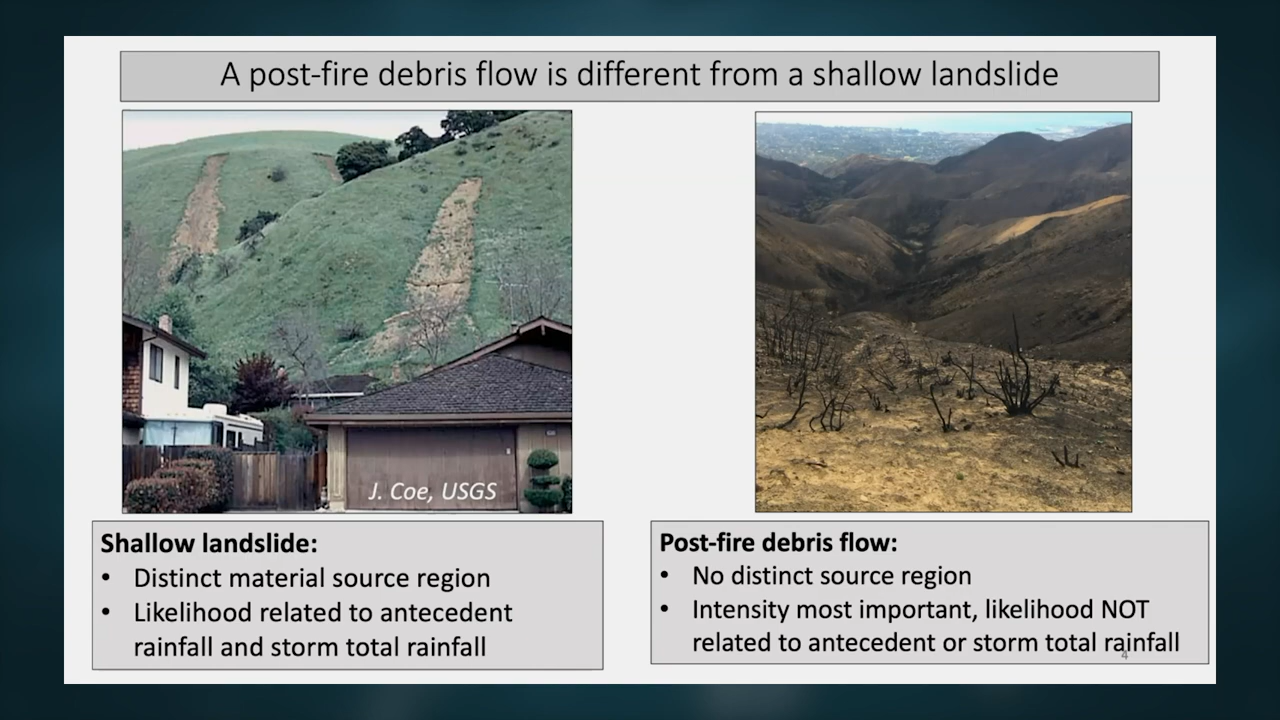 A post-fire debris flow is different from a shallow landslide
J. Coe, USGS
Shallow landslide:
• Distinct material source region
• Likelihood related to antecedent
rainfall and storm total rainfall
Post-fire debris flow:
• No distinct source region
• Intensity most important, likelihood NOT
related to antecedent or storm total rainfall
4